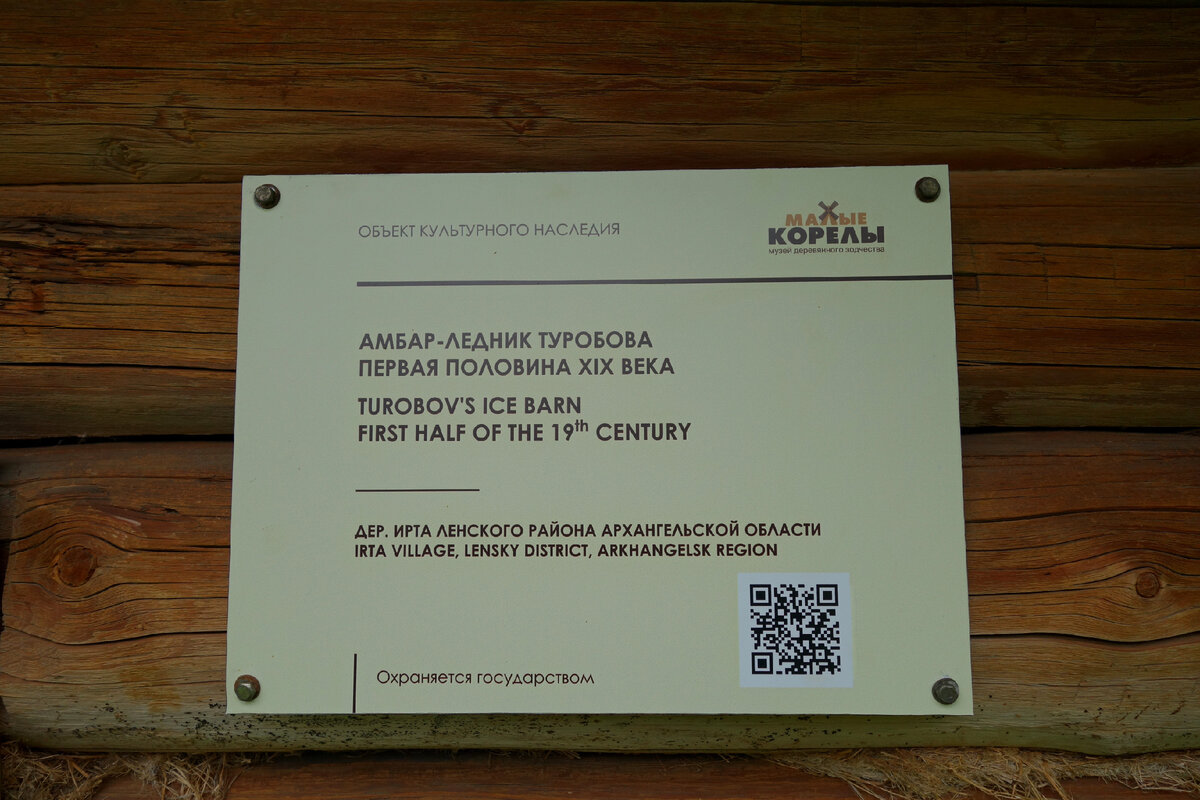 ОБЪЕКТ КУЛЬТУРНОГО НАСЛЕДИЯ
МАЛЫЕ
КОРЕЛЫ
музей деревянного зодчества
АМБАР-ЛЕДНИК ТУРОБОВА
ПЕРВАЯ ПОЛОВИНА XIX ВЕКА
TUROBOV'S ICE BARN
FIRST HALF OF THE 19th CENTURY
ДЕР. ИРТА ЛЕНСКОГО РАЙОНА АРХАНГЕЛЬСКОЙ ОБЛАСТИ
IRTA VILLAGE, LENSKY DISTRICT, ARKHANGELSK REGION
Охраняется государством